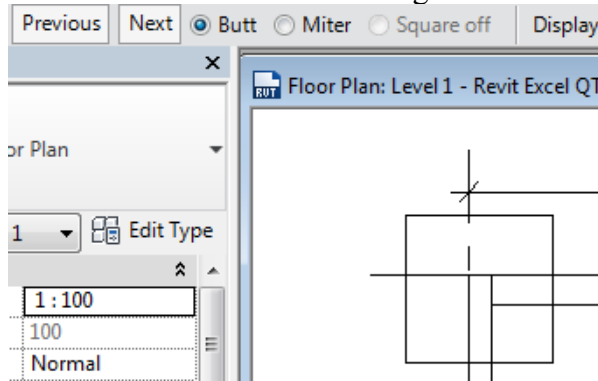 Previous Next Butt Miter Square off Display
RVT Floor Plan: Level 1 - Revit Excel QT
or Plan
1 Edit Type
1 : 100
100
Normal